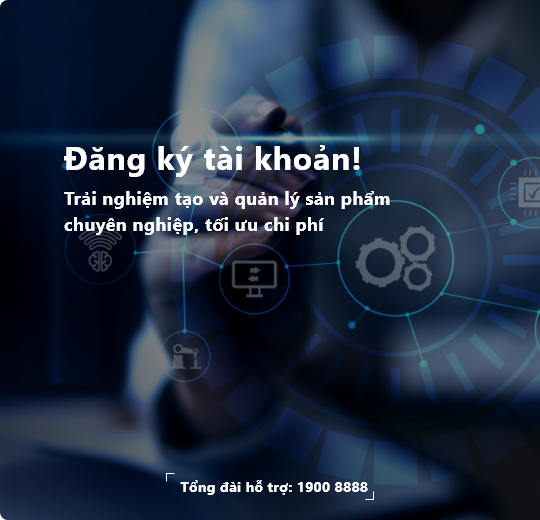 Đăng ký tài khoản!
Trải nghiệm tạo và quản lý sản phẩm
chuyên nghiệp, tối ưu chi phí
Tổng đài hỗ trợ: 1900 8888